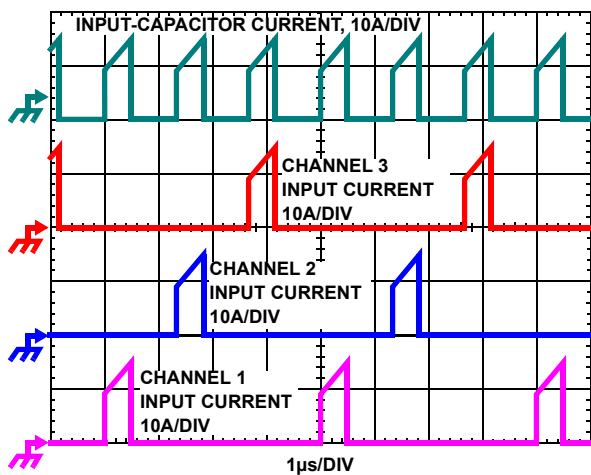 INPUT-CAPACITOR CURRENT, 10A/DIV
CHANNEL 3
INPUT CURRENT
10A/DIV
CHANNEL 2
INPUT CURRENT
10A/DIV
CHANNEL 1
INPUT CURRENT
10A/DIV
1µs/DIV